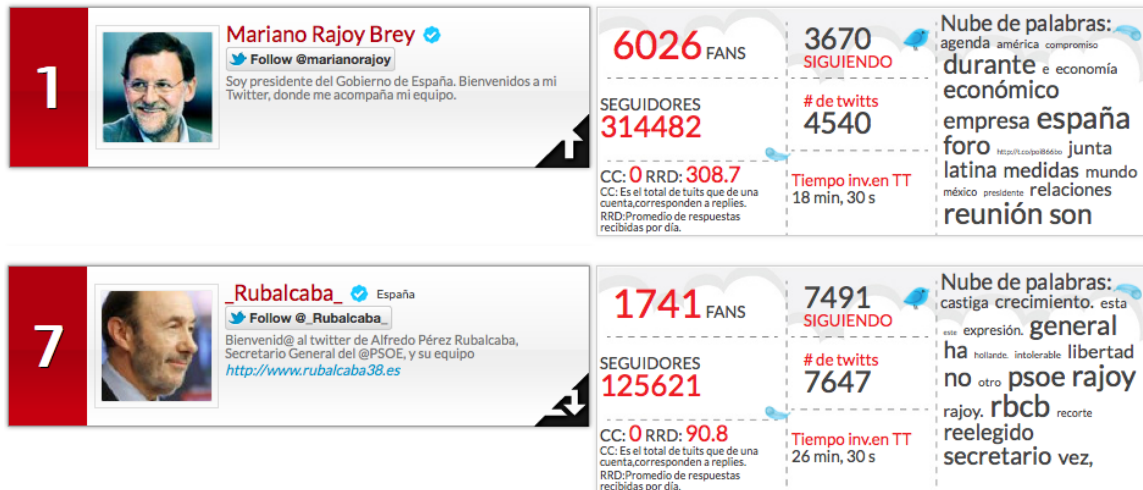 1
Mariano Rajoy Brey
Follow @marianorajoy
Soy presidente del Gobierno de España. Bienvenidos a mi
Twitter, donde me acompaña mi equipo.
6026 FANS
SEGUIDORES
314482
CC: 0 RRD: 308.7
CC: Es el total de tuits que de una
cuenta,corresponden a replies.
RRD:Promedio de respuestas
recibidas por día.
3670
SIGUIENDO
# de twitts
4540
Tiempo inv.en TT
18 min, 30 s
Nube de palabras:
agenda américa compromiso
durante e economía
económico
empresa españa
foro http://t.co/poi866bo junta
latina medidas mundo
méxico presidente relaciones
reunión son
7
_Rubalcaba_ España
Follow @_Rubalcaba_
Bienvenid@ al twitter de Alfredo Pérez Rubalcaba,
Secretario General del @PSOE, y su equipo
http://www.rubalcaba38.es
1741 FANS
SEGUIDORES
125621
CC: 0 RRD: 90.8
CC: Es el total de tuits que de una
cuenta,corresponden a replies.
RRD:Promedio de respuestas
recibidas por día.
7491
SIGUIENDO
# de twitts
7647
Tiempo inv.en TT
26 min, 30 s
Nube de palabras:
castiga crecimiento. esta
este expresión. general
ha hollande. intolerable libertad
no otro psoe rajoy
rajoy. rbcb recorte
reelegido
secretario vez,